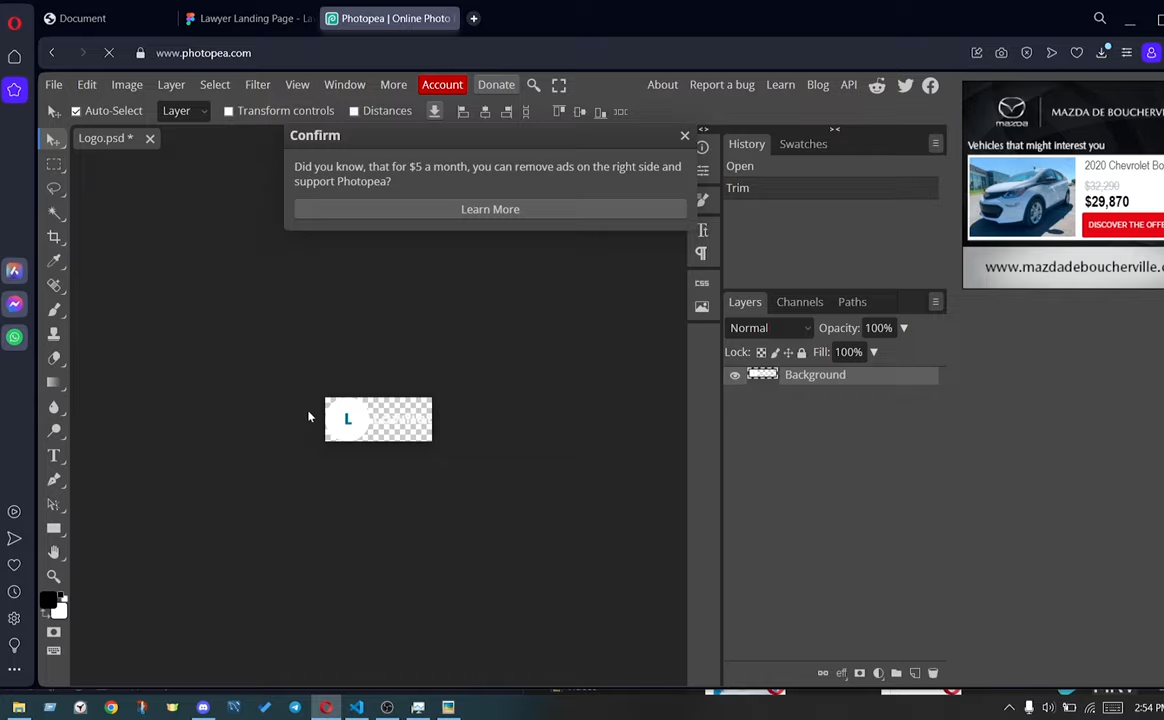 Document
Lawyer Landing Page - La
Photopea | Online Photo
www.photopea.com
File Edit Image Layer Select Filter View Window More Account Donate
About Report a bug Learn Blog API
Auto-Select Layer Transform controls Distances
Logo.psd *
Confirm
Did you know, that for $5 a month, you can remove ads on the right side and
support Photopea?
Learn More
L
History Swatches
Open
Trim
CSS
Layers Channels Paths
Normal Opacity: 100%
Lock: Fill: 100%
Background
eff
MAZDA DE BOUCHERVILLE
Vehicles that might interest you
2020 Chevrolet Bo
$32,290
$29,870
DISCOVER THE OFFE
www.mazdadeboucherville.c
2:54 PM